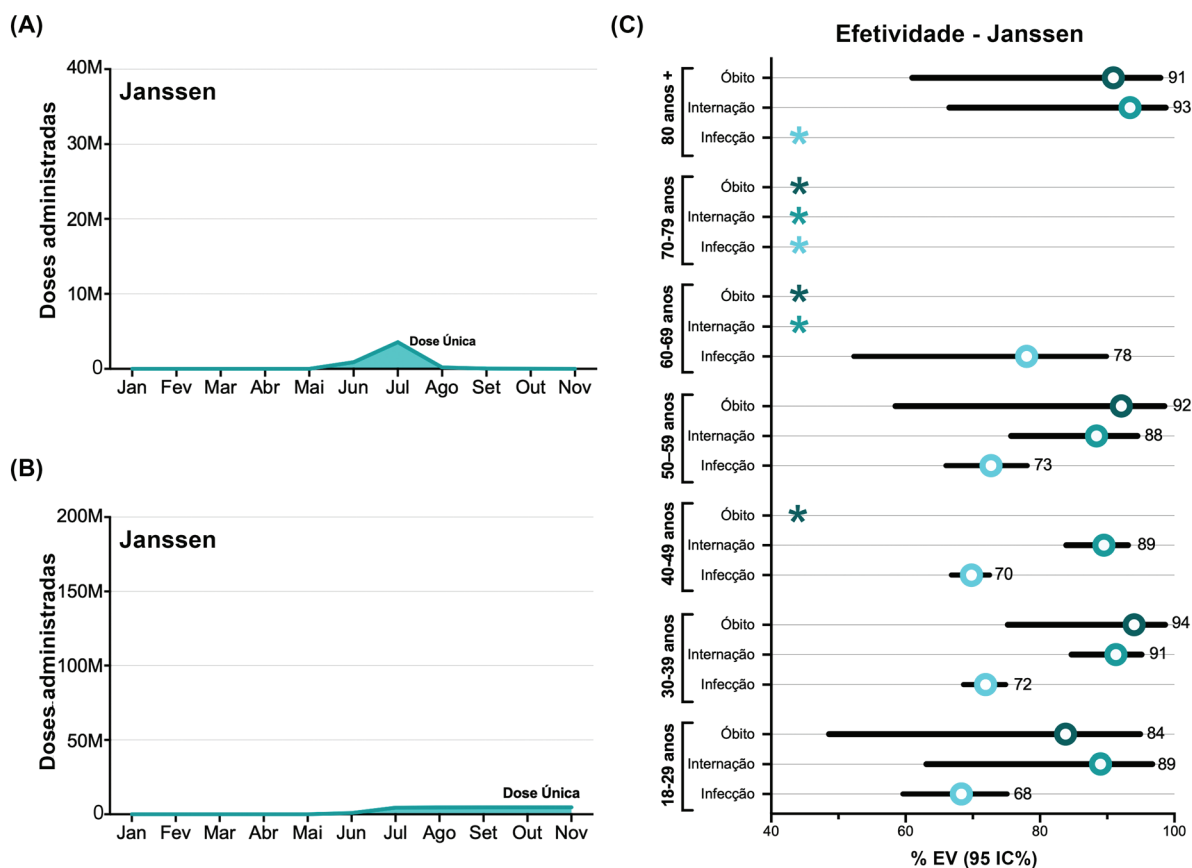 (A)
Janssen
Doses administradas
40M
30M
20M
10M
0
Dose Única
Jan Fev Mar Abr Mai Jun Jul Ago Set Out Nov
(B)
Janssen
Doses administradas
200M
150M
100M
50M
0
Dose Única
Jan Fev Mar Abr Mai Jun Jul Ago Set Out Nov
(C)
Efetividade - Janssen
80 anos +
Óbito 91
Internação 93
Infecção *
70-79 anos
Óbito *
Internação *
Infecção *
60-69 anos
Óbito *
Internação *
Infecção 78
50–59 anos
Óbito 92
Internação 88
Infecção 73
40-49 anos
Óbito *
Internação 89
Infecção 70
30-39 anos
Óbito 94
Internação 91
Infecção 72
18-29 anos
Óbito 84
Internação 89
Infecção 68
40 60 80 100
% EV (95 IC%)